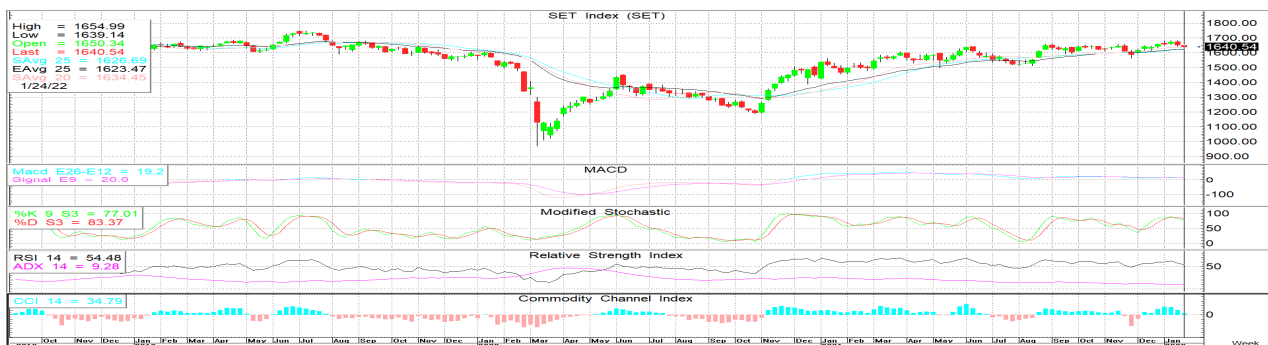 SET Index (SET)
High = 1654.99
Low = 1639.14
Open = 1650.34
Last = 1640.54
SAvg 25 = 1626.69
EAvg 25 = 1623.47
SAvg 20 = 1634.45
1/24/22
1800.00
1700.00
1640.54
1600.00
1500.00
1400.00
1300.00
1200.00
1100.00
1000.00
900.00
MACD
Macd E26-E12 = 19.2
Signal E9 = 20.0
0
-100
Modified Stochastic
%K 9 S3 = 77.01
%D S3 = 83.37
100
50
0
Relative Strength Index
RSI 14 = 54.48
ADX 14 = 9.28
50
Commodity Channel Index
CCI 14 = 34.79
0
Oct Nov Dec Jan Feb Mar Apr May Jun Jul Aug Sep Oct Nov Dec Jan Feb Mar Apr May Jun Jul Aug Sep Oct Nov Dec Jan Feb Mar Apr May Jun Jul Aug Sep Oct Nov Dec Jan
Week